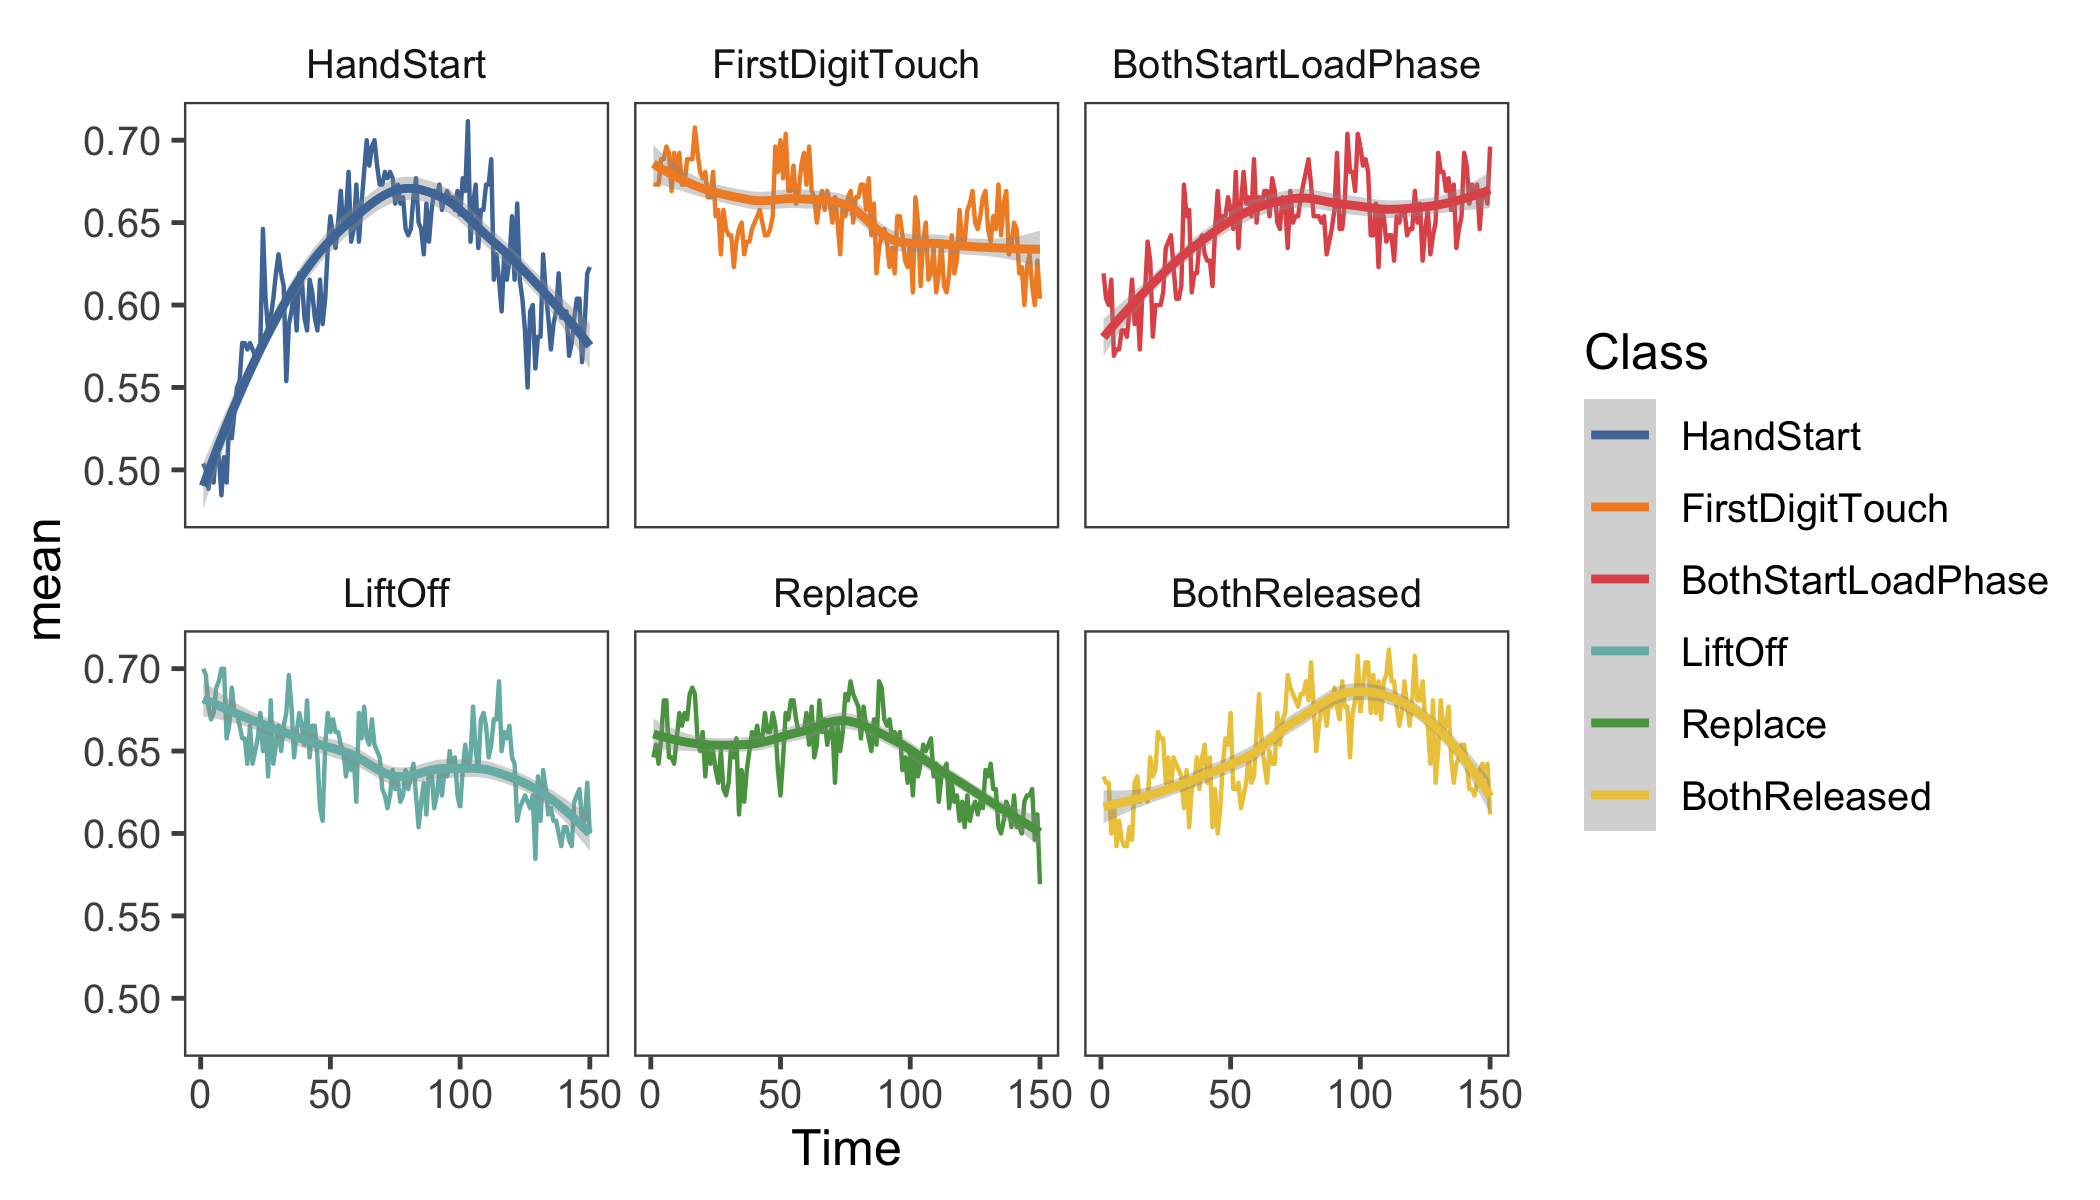 HandStart
FirstDigitTouch
BothStartLoadPhase
0.70
0.65
0.60
0.55
0.50
mean
LiftOff
Replace
BothReleased
0.70
0.65
0.60
0.55
0.50
0 50 100 150
0 50 100 150
0 50 100 150
Time
Class
HandStart
FirstDigitTouch
BothStartLoadPhase
LiftOff
Replace
BothReleased